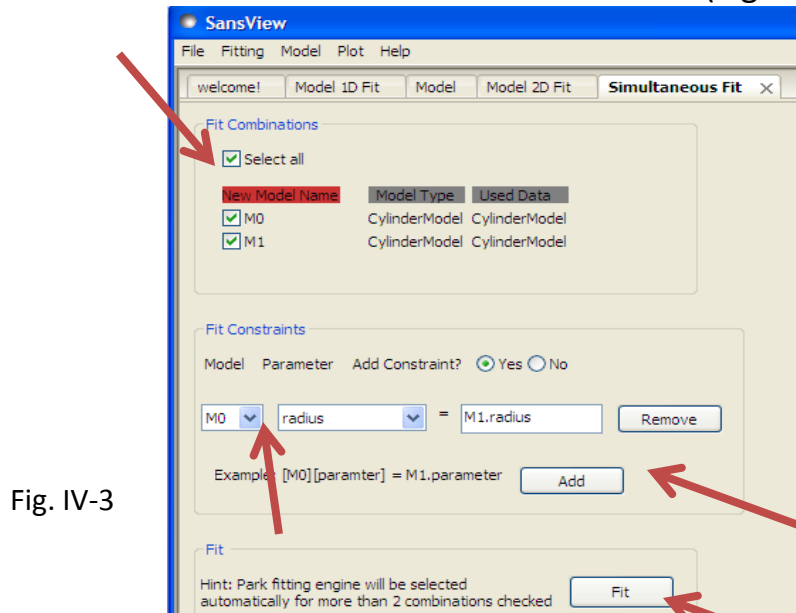 SansView
File Fitting Model Plot Help
welcome! Model 1D Fit Model Model 2D Fit Simultaneous Fit
Fit Combinations
Select all
New Model Name Model Type Used Data
M0 CylinderModel CylinderModel
M1 CylinderModel CylinderModel
Fit Constraints
Model Parameter Add Constraint? Yes No
M0 radius = M1.radius Remove
Example: [M0][paramter] = M1.parameter Add
Fig. IV-3
Fit
Hint: Park fitting engine will be selected
automatically for more than 2 combinations checked Fit